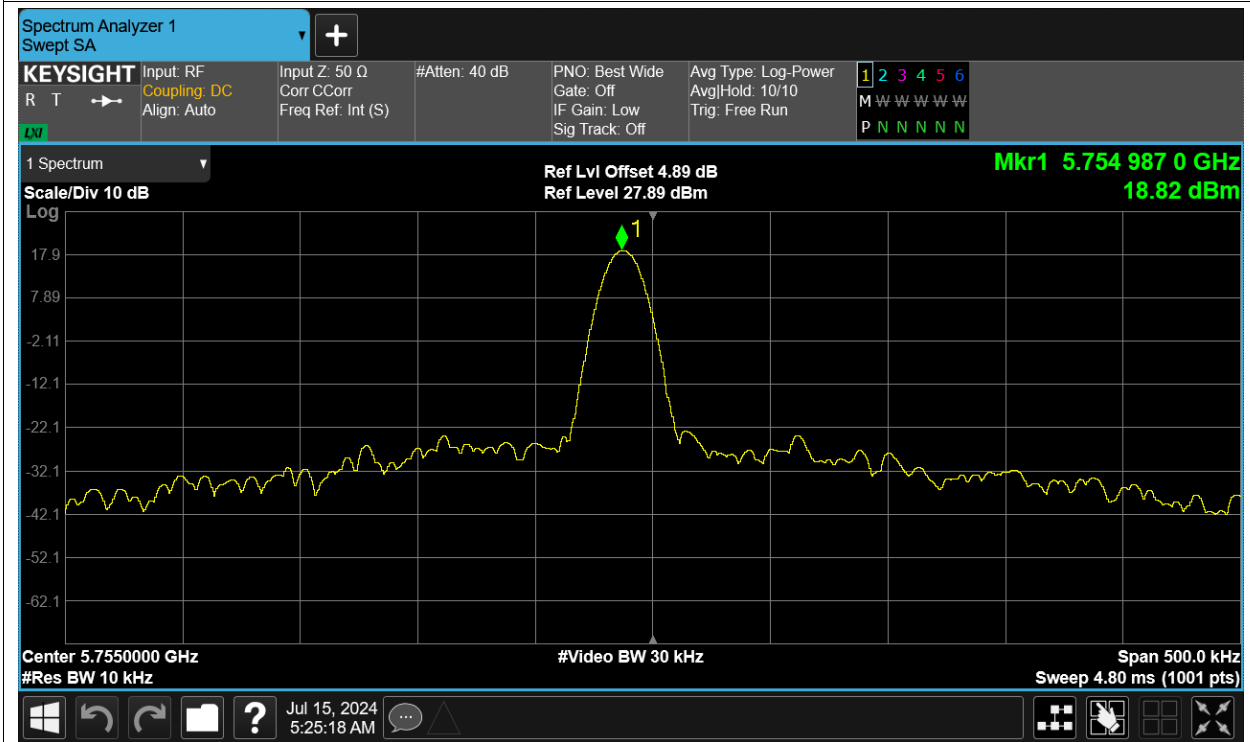 Spectrum Analyzer 1
Swept SA
KEYSIGHT
R T
LXI
Input: RF
Coupling: DC
Align: Auto
Input Z: 50 Ω
Corr CCorr
Freq Ref: Int (S)
#Atten: 40 dB
PNO: Best Wide
Gate: Off
IF Gain: Low
Sig Track: Off
Avg Type: Log-Power
Avg|Hold: 10/10
Trig: Free Run
1 2 3 4 5 6
M W W W W W
P N N N N N
1 Spectrum
Scale/Div 10 dB
Log
Ref Lvl Offset 4.89 dB
Ref Level 27.89 dBm
Mkr1 5.754 987 0 GHz
18.82 dBm
1
17.9
7.89
-2.11
-12.1
-22.1
-32.1
-42.1
-52.1
-62.1
Center 5.7550000 GHz
#Res BW 10 kHz
#Video BW 30 kHz
Span 500.0 kHz
Sweep 4.80 ms (1001 pts)
?
Jul 15, 2024
5:25:18 AM